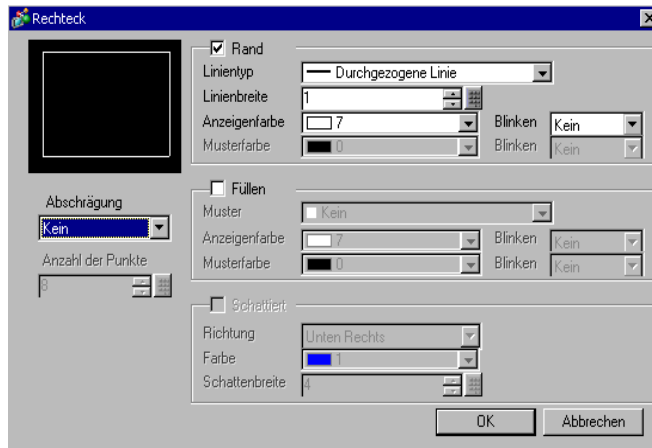 Rechteck
Rand
Linientyp Durchgezogene Linie
Linienbreite 1
Anzeigenfarbe 7 Blinken Kein
Musterfarbe 0 Blinken Kein
Abschrägung
Kein
Anzahl der Punkte
8
Füllen
Muster Kein
Anzeigenfarbe 7 Blinken Kein
Musterfarbe 0 Blinken Kein
Schattiert
Richtung Unten Rechts
Farbe 1
Schattenbreite 4
OK Abbrechen